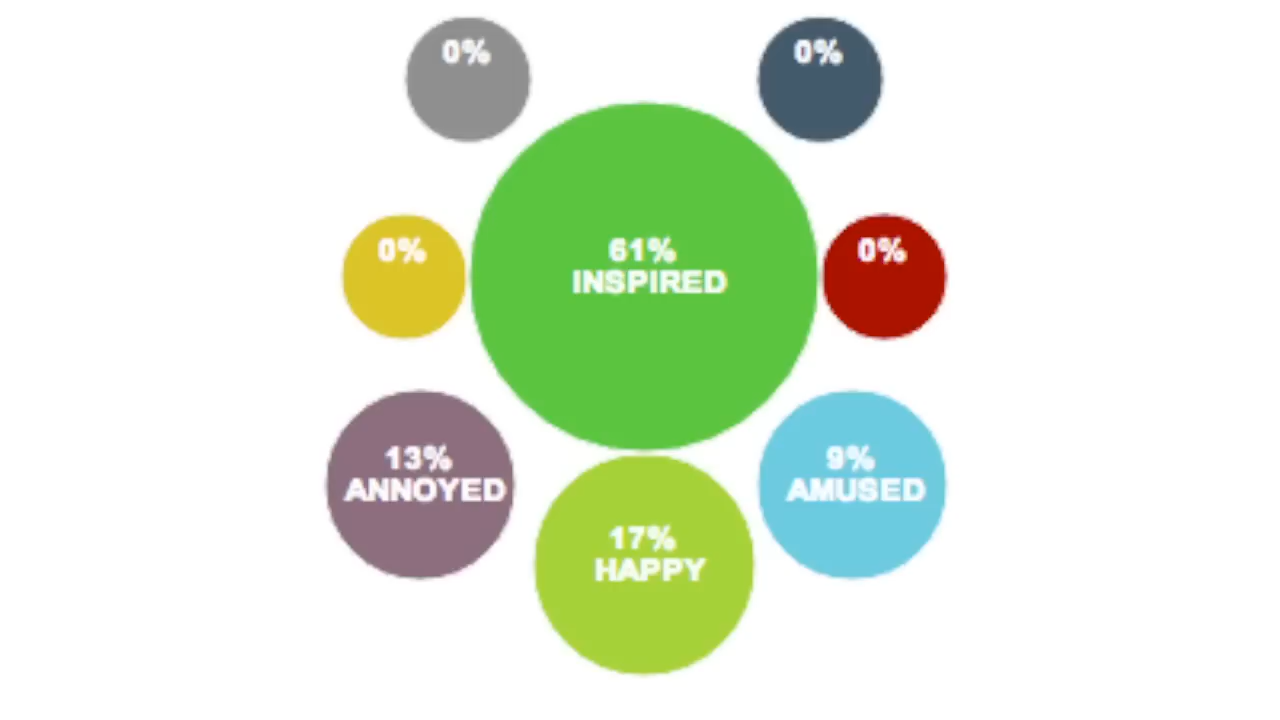 0%
0%
61%
INSPIRED
0%
0%
13%
ANNOYED
9%
AMUSED
17%
HAPPY